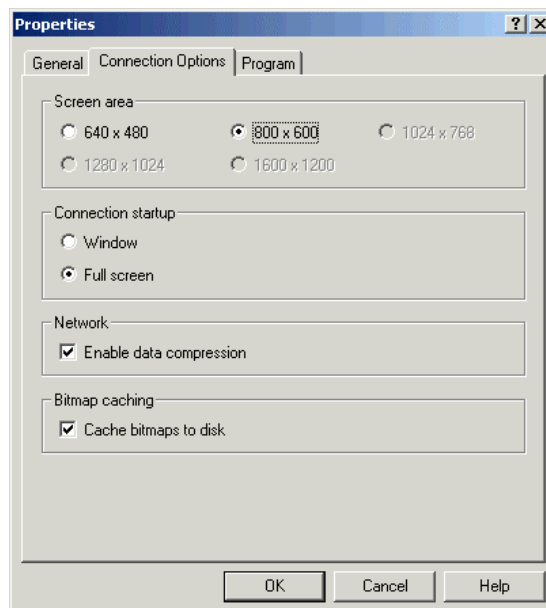 Properties
General Connection Options Program
Screen area
640 x 480 800 x 600 1024 x 768
1280 x 1024 1600 x 1200
Connection startup
Window
Full screen
Network
Enable data compression
Bitmap caching
Cache bitmaps to disk
OK Cancel Help